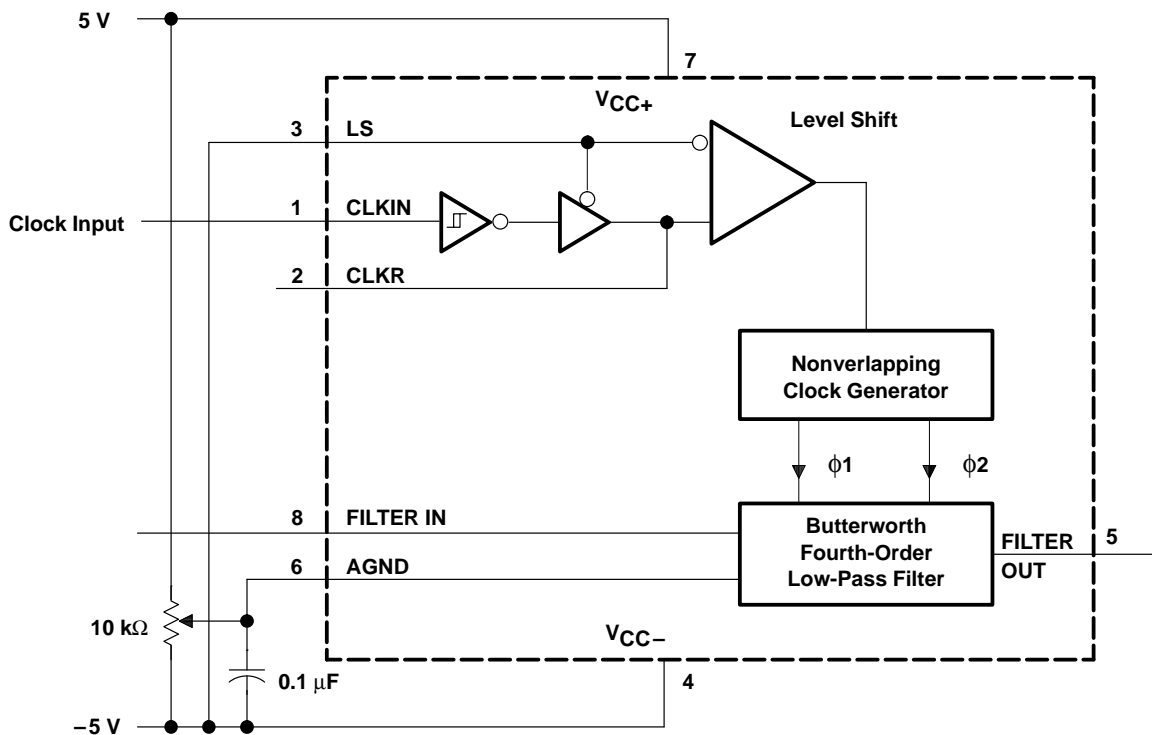 5 V
7
VCC+
Level Shift
3 LS
1 CLKIN
Clock Input
2 CLKR
Nonverlapping
Clock Generator
ϕ1 ϕ2
8 FILTER IN
Butterworth
Fourth-Order
Low-Pass Filter
FILTER
OUT
5
6 AGND
10 kΩ
VCC–
0.1 μF
4
–5 V